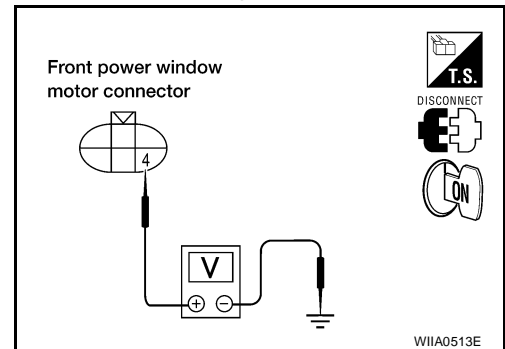 Front power window
motor connector
T.S.
DISCONNECT
ON
4
V
+ −
WIIA0513E